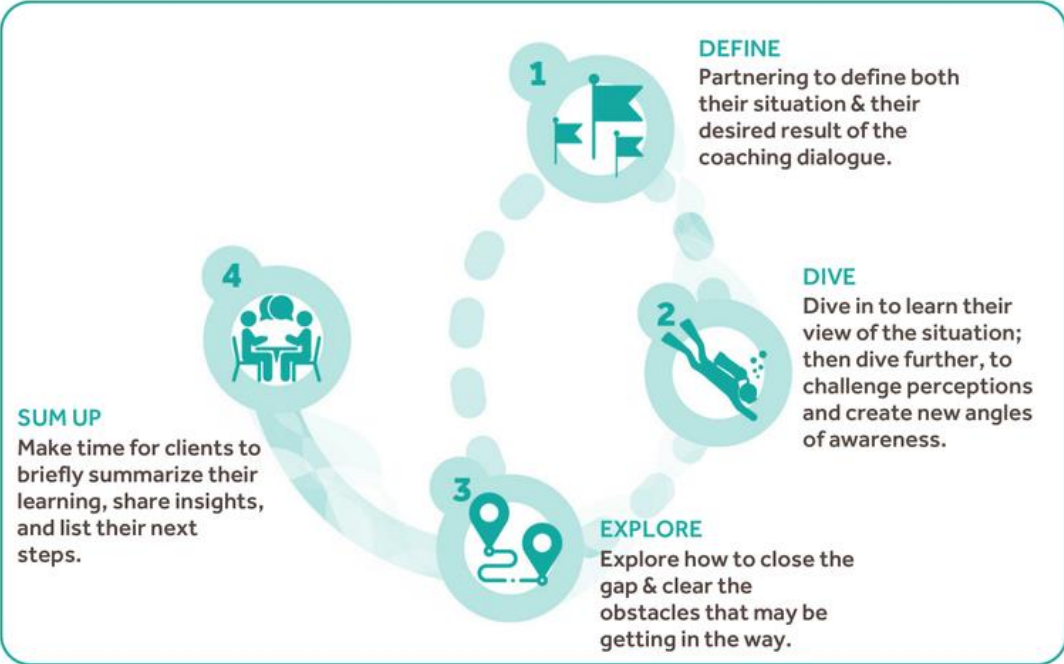 1
DEFINE
Partnering to define both
their situation & their
desired result of the
coaching dialogue.
2
DIVE
Dive in to learn their
view of the situation;
then dive further, to
challenge perceptions
and create new angles
of awareness.
3
EXPLORE
Explore how to close the
gap & clear the
obstacles that may be
getting in the way.
4
SUM UP
Make time for clients to
briefly summarize their
learning, share insights,
and list their next
steps.